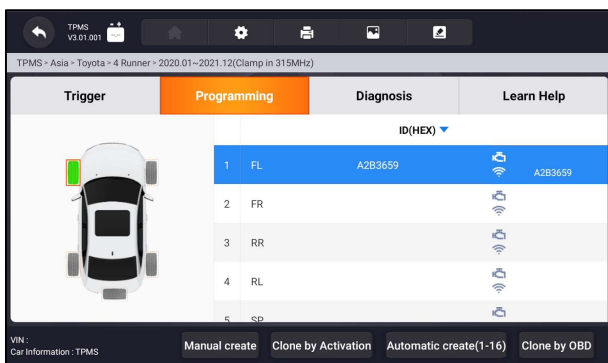 TPMS
V3.01.001
TPMS > Asia > Toyota > 4 Runner > 2020.01~2021.12(Clamp in 315MHz)
Trigger Programming Diagnosis Learn Help
ID(HEX)
1 FL A2B3659 A2B3659
2 FR
3 RR
4 RL
5 SP
VIN :
Car Information : TPMS
Manual create Clone by Activation Automatic create(1-16) Clone by OBD